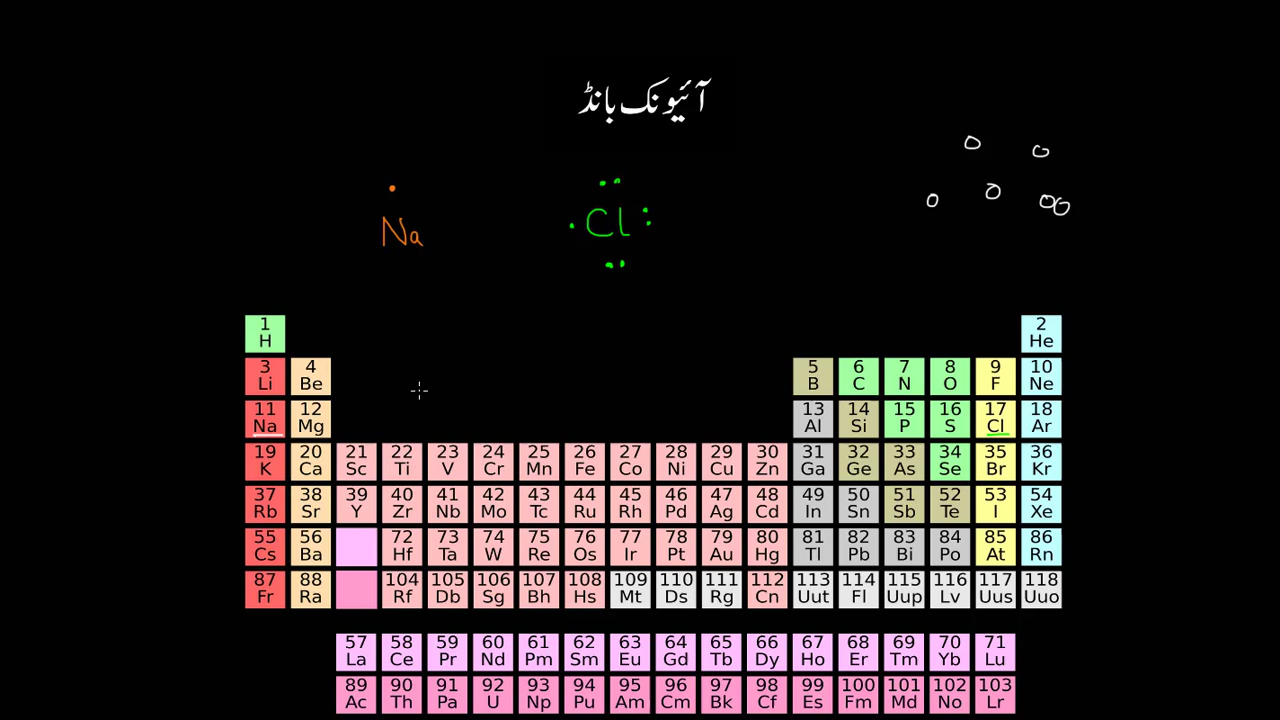 آئیونک بانڈ
Na Cl
1 2
H He
3 4 5 6 7 8 9 10
Li Be B C N O F Ne
11 12 13 14 15 16 17 18
Na Mg Al Si P S Cl Ar
19 20 21 22 23 24 25 26 27 28 29 30 31 32 33 34 35 36
K Ca Sc Ti V Cr Mn Fe Co Ni Cu Zn Ga Ge As Se Br Kr
37 38 39 40 41 42 43 44 45 46 47 48 49 50 51 52 53 54
Rb Sr Y Zr Nb Mo Tc Ru Rh Pd Ag Cd In Sn Sb Te I Xe
55 56 72 73 74 75 76 77 78 79 80 81 82 83 84 85 86
Cs Ba Hf Ta W Re Os Ir Pt Au Hg Tl Pb Bi Po At Rn
87 88 104 105 106 107 108 109 110 111 112 113 114 115 116 117 118
Fr Ra Rf Db Sg Bh Hs Mt Ds Rg Cn Uut Fl Uup Lv Uus Uuo
57 58 59 60 61 62 63 64 65 66 67 68 69 70 71
La Ce Pr Nd Pm Sm Eu Gd Tb Dy Ho Er Tm Yb Lu
89 90 91 92 93 94 95 96 97 98 99 100 101 102 103
Ac Th Pa U Np Pu Am Cm Bk Cf Es Fm Md No Lr